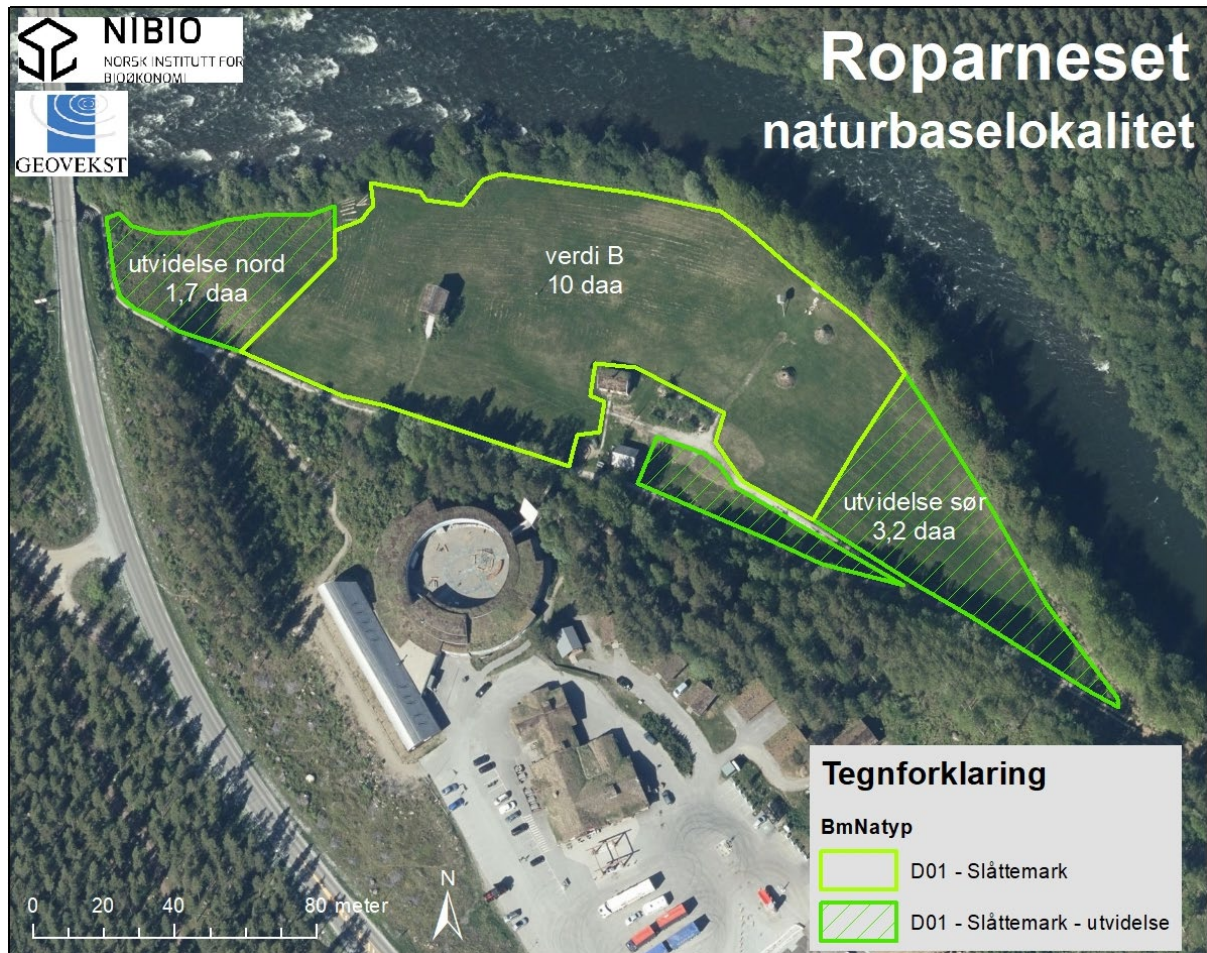 NIBIO
NORSK INSTITUTT FOR
BIOØKONOMI
GEOVEKST
Roparneset
naturbaselokalitet
utvidelse nord
1,7 daa
verdi B
10 daa
utvidelse sør
3,2 daa
Tegnforklaring
BmNatyp
D01 - Slåttemark
D01 - Slåttemark - utvidelse
N
0 20 40 80 meter